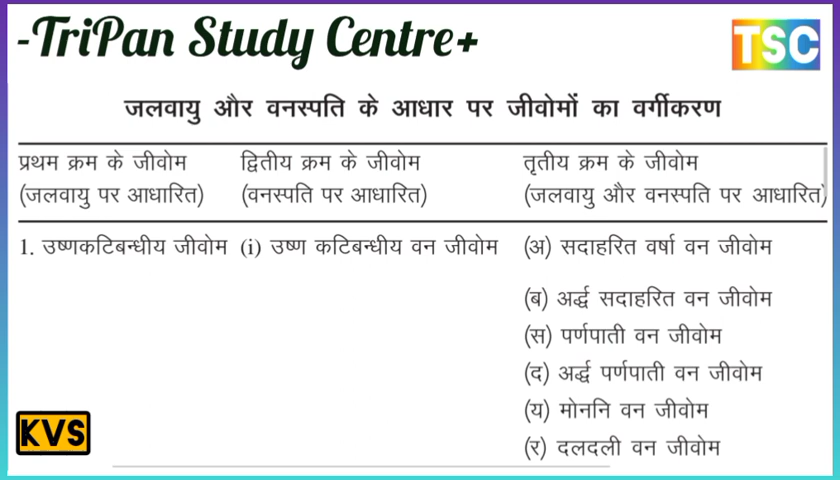 -TriPan Study Centre+
TSC
जलवायु और वनस्पति के आधार पर जीवोमों का वर्गीकरण
प्रथम क्रम के जीवोम द्वितीय क्रम के जीवोम तृतीय क्रम के जीवोम
(जलवायु पर आधारित) (वनस्पति पर आधारित) (जलवायु और वनस्पति पर आधारित)
1. उष्णकटिबन्धीय जीवोम (i) उष्ण कटिबन्धीय वन जीवोम (अ) सदाहरित वर्षा वन जीवोम
(ब) अर्द्ध सदाहरित वन जीवोम
(स) पर्णपाती वन जीवोम
(द) अर्द्ध पर्णपाती वन जीवोम
(य) मोननि वन जीवोम
(र) दलदली वन जीवोम
KVS